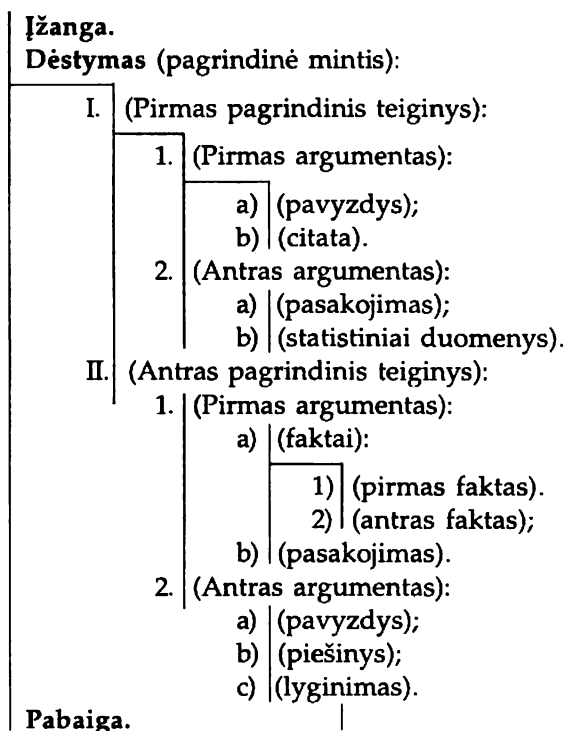 Įžanga.
Dėstymas (pagrindinė mintis):
I. (Pirmas pagrindinis teiginys):
1. (Pirmas argumentas):
a) (pavyzdys);
b) (citata).
2. (Antras argumentas):
a) (pasakojimas);
b) (statistiniai duomenys).
II. (Antras pagrindinis teiginys):
1. (Pirmas argumentas):
a) (faktai):
1) (pirmas faktas).
2) (antras faktas);
b) (pasakojimas).
2. (Antras argumentas):
a) (pavyzdys);
b) (piešinys);
c) (lyginimas).
Pabaiga.